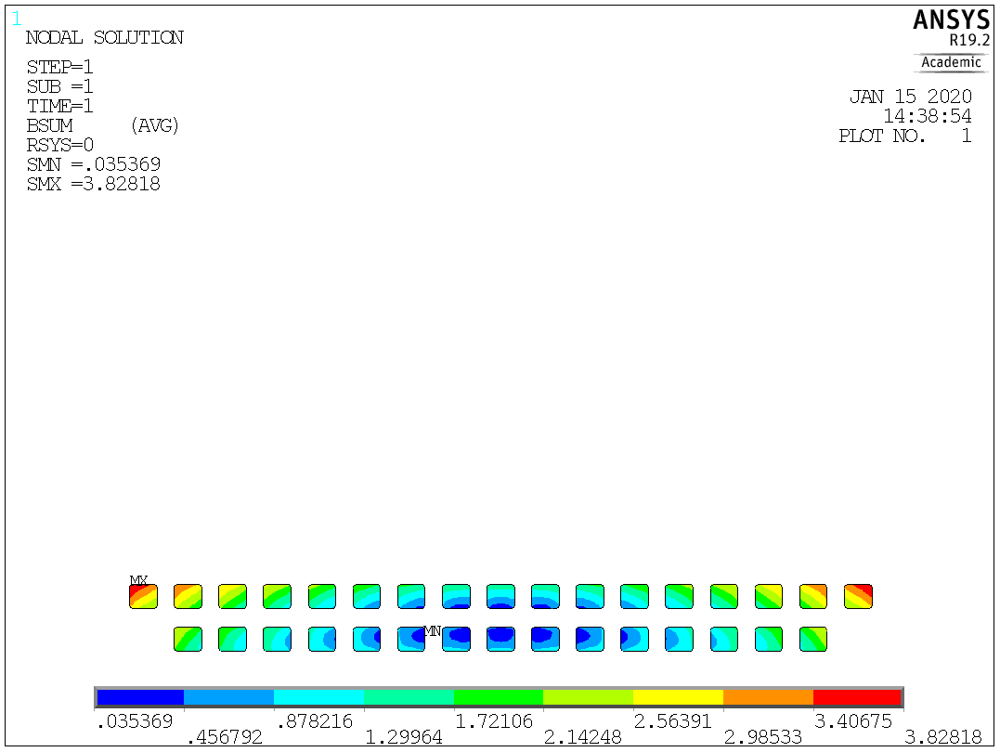 1
NODAL SOLUTION
STEP=1
SUB =1
TIME=1
BSUM (AVG)
RSYS=0
SMN =.035369
SMX =3.82818
ANSYS
R19.2
Academic
JAN 15 2020
14:38:54
PLOT NO. 1
MX
MN
.035369 .878216 1.72106 2.56391 3.40675
.456792 1.29964 2.14248 2.98533 3.82818